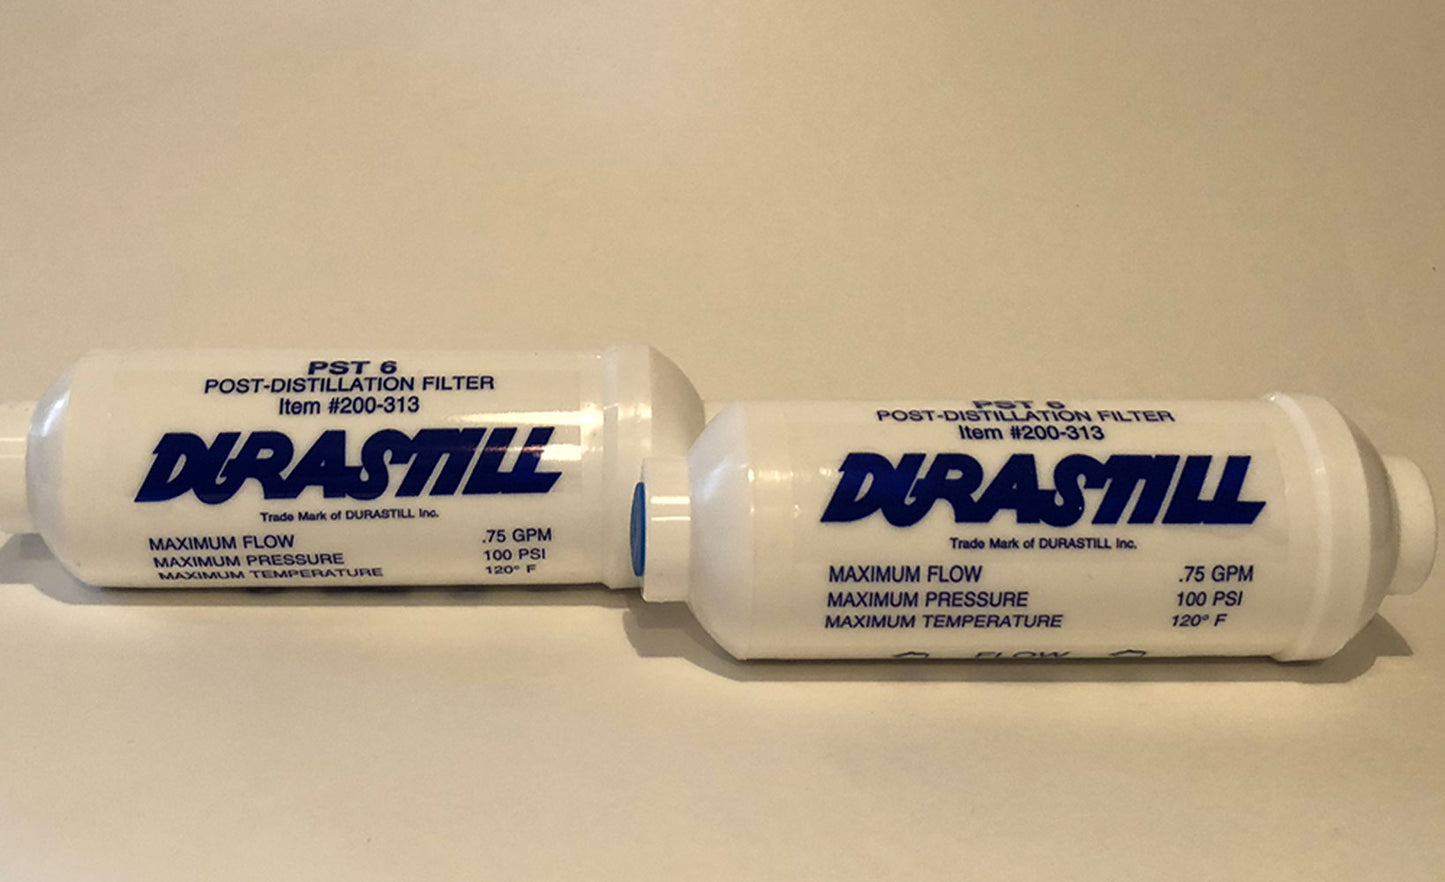 PST 6
POST-DISTILLATION FILTER
Item #200-313
DURASTILL
Trade Mark of DURASTILL Inc.
MAXIMUM FLOW .75 GPM
MAXIMUM PRESSURE 100 PSI
MAXIMUM TEMPERATURE 120° F
PST 6
POST-DISTILLATION FILTER
Item #200-313
DURASTILL
Trade Mark of DURASTILL Inc.
MAXIMUM FLOW .75 GPM
MAXIMUM PRESSURE 100 PSI
MAXIMUM TEMPERATURE 120° F
FLOW